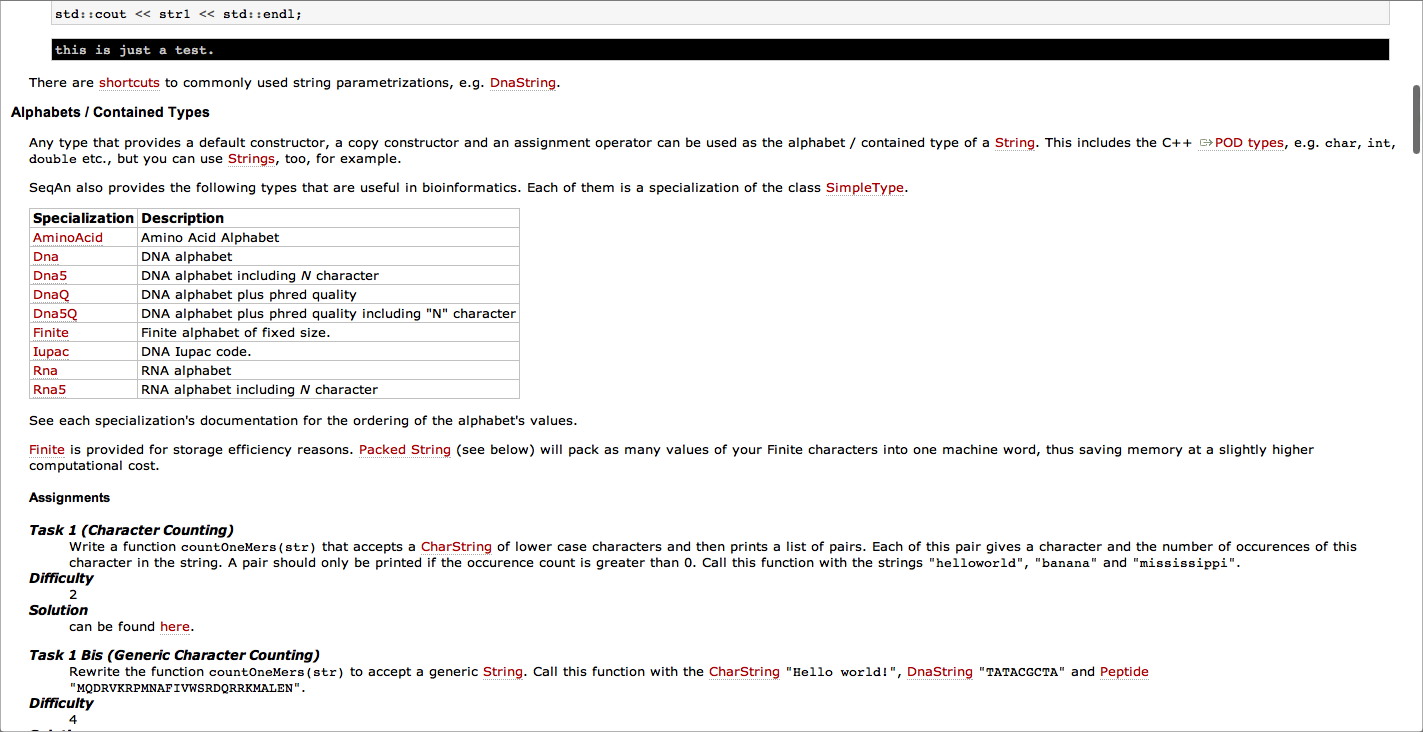 std::cout << str1 << std::endl;
this is just a test.
There are shortcuts to commonly used string parametrizations, e.g. DnaString.
Alphabets / Contained Types
Any type that provides a default constructor, a copy constructor and an assignment operator can be used as the alphabet / contained type of a String. This includes the C++ POD types, e.g. char, int,
double etc., but you can use Strings, too, for example.
SeqAn also provides the following types that are useful in bioinformatics. Each of them is a specialization of the class SimpleType.
Specialization Description
AminoAcid Amino Acid Alphabet
Dna DNA alphabet
Dna5 DNA alphabet including N character
DnaQ DNA alphabet plus phred quality
Dna5Q DNA alphabet plus phred quality including "N" character
Finite Finite alphabet of fixed size.
Iupac DNA Iupac code.
Rna RNA alphabet
Rna5 RNA alphabet including N character
See each specialization's documentation for the ordering of the alphabet's values.
Finite is provided for storage efficiency reasons. Packed String (see below) will pack as many values of your Finite characters into one machine word, thus saving memory at a slightly higher
computational cost.
Assignments
Task 1 (Character Counting)
Write a function countOneMers(str) that accepts a CharString of lower case characters and then prints a list of pairs. Each of this pair gives a character and the number of occurences of this
character in the string. A pair should only be printed if the occurence count is greater than 0. Call this function with the strings "helloworld", "banana" and "mississippi".
Difficulty
2
Solution
can be found here.
Task 1 Bis (Generic Character Counting)
Rewrite the function countOneMers(str) to accept a generic String. Call this function with the CharString "Hello world!", DnaString "TATACGCTA" and Peptide
"MQDRVKRPMNAFIVWSRDQRRKMALEN".
Difficulty
4